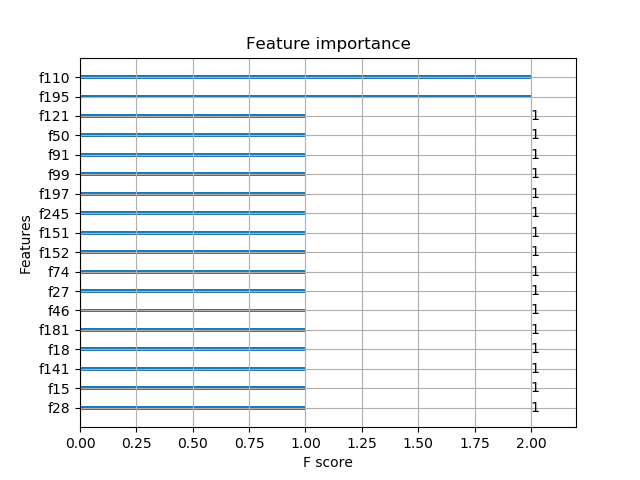 Feature importance
f110
f195
f121 1
f50 1
f91 1
f99 1
f197 1
f245 1
f151 1
f152 1
f74 1
f27 1
f46 1
f181 1
f18 1
f141 1
f15 1
f28 1
Features
0.00 0.25 0.50 0.75 1.00 1.25 1.50 1.75 2.00
F score